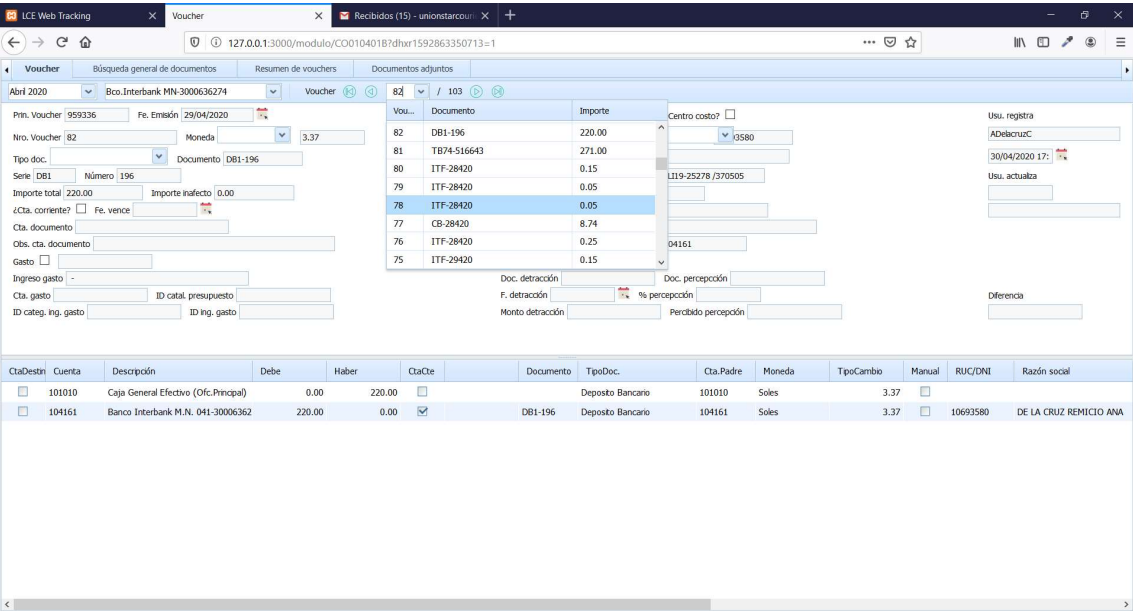 LCE Web Tracking
Voucher
Recibidos (15) - unionstarcouri
127.0.0.1:3000/modulo/CO010401B?dhxr1592863350713=1
Voucher Búsqueda general de documentos Resumen de vouchers Documentos adjuntos
Abril 2020 Bco.Interbank MN-3000636274 Voucher 82 / 103
Prin. Voucher 959336 Fe. Emisión 29/04/2020
Nro. Voucher 82 Moneda 3.37
Tipo doc. Documento DB1-196
Serie DB1 Número 196
Importe total 220.00 Importe inafecto 0.00
¿Cta. corriente? Fe. vence
Cta. documento
Obs. cta. documento
Gasto
Ingreso gasto -
Cta. gasto ID catal. presupuesto
ID categ. ing. gasto ID ing. gasto
Vou... Documento Importe
82 DB1-196 220.00
81 TB74-516643 271.00
80 ITF-28420 0.15
79 ITF-28420 0.05
78 ITF-28420 0.05
77 CB-28420 8.74
76 ITF-28420 0.25
75 ITF-29420 0.15
Centro costo?
3580
LI19-25278 /370505
04161
Doc. detracción Doc. percepcción
F. detracción % percepcción
Monto detracción Percibido percepción
Usu. registra
ADelacruzC
30/04/2020 17:
Usu. actualiza
Diferencia
CtaDestin Cuenta Descripción Debe Haber CtaCte Documento TipoDoc. Cta.Padre Moneda TipoCambio Manual RUC/DNI Razón social
101010 Caja General Efectivo (Ofc.Principal) 0.00 220.00 Deposito Bancario 101010 Soles 3.37
104161 Banco Interbank M.N. 041-30006362 220.00 0.00 DB1-196 Deposito Bancario 104161 Soles 3.37 10693580 DE LA CRUZ REMICIO ANA